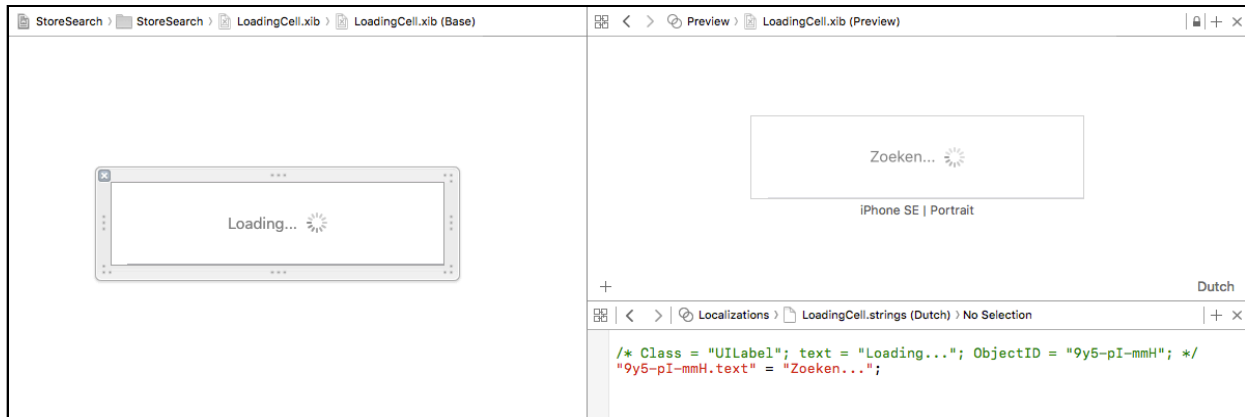 StoreSearch 〉 StoreSearch 〉 LoadingCell.xib 〉 LoadingCell.xib (Base)
Loading...
Preview 〉 LoadingCell.xib (Preview)
Zoeken...
iPhone SE | Portrait
Dutch
Localizations 〉 LoadingCell.strings (Dutch) 〉 No Selection
/* Class = "UILabel"; text = "Loading..."; ObjectID = "9y5-pI-mmH"; */
"9y5-pI-mmH.text" = "Zoeken...";